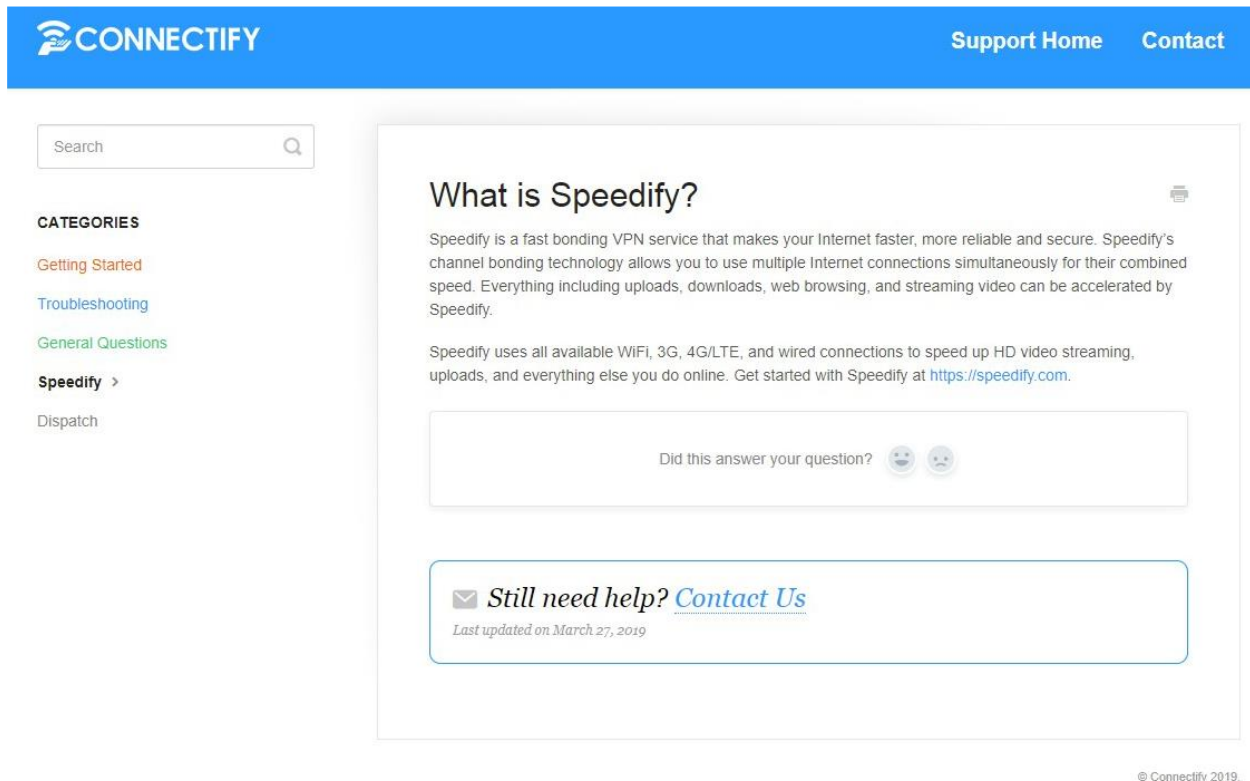 CONNECTIFY
Support Home
Contact
Search
CATEGORIES
Getting Started
Troubleshooting
General Questions
Speedify >
Dispatch
What is Speedify?
Speedify is a fast bonding VPN service that makes your Internet faster, more reliable and secure. Speedify’s
channel bonding technology allows you to use multiple Internet connections simultaneously for their combined
speed. Everything including uploads, downloads, web browsing, and streaming video can be accelerated by
Speedify.
Speedify uses all available WiFi, 3G, 4G/LTE, and wired connections to speed up HD video streaming,
uploads, and everything else you do online. Get started with Speedify at https://speedify.com.
Did this answer your question?
Still need help? Contact Us
Last updated on March 27, 2019
© Connectify 2019.